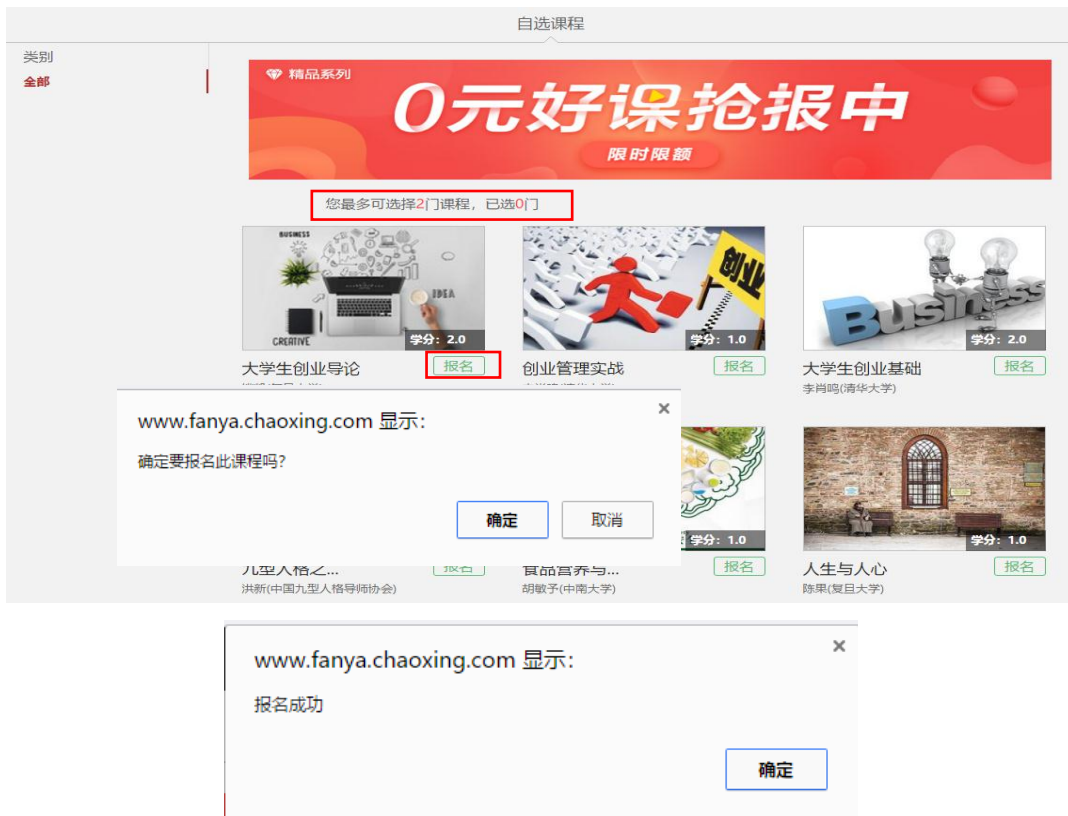 自选课程
类别
全部
精品系列
0元好课抢报中
限时限额
您最多可选择2门课程，已选0门
BUSINESS
IDEA
CREATIVE
学分：2.0
创业
学分：1.0
Business
学分：2.0
大学生创业导论
报名
创业管理实战
报名
大学生创业基础
报名
李肖鸣(清华大学)
www.fanya.chaoxing.com 显示：
确定要报名此课程吗？
确定
取消
学分：1.0
学分：1.0
九型人格之...
报名
食品营养与...
报名
人生与人心
报名
洪新(中国九型人格导师协会)
胡敏予(中南大学)
陈果(复旦大学)
www.fanya.chaoxing.com 显示：
报名成功
确定